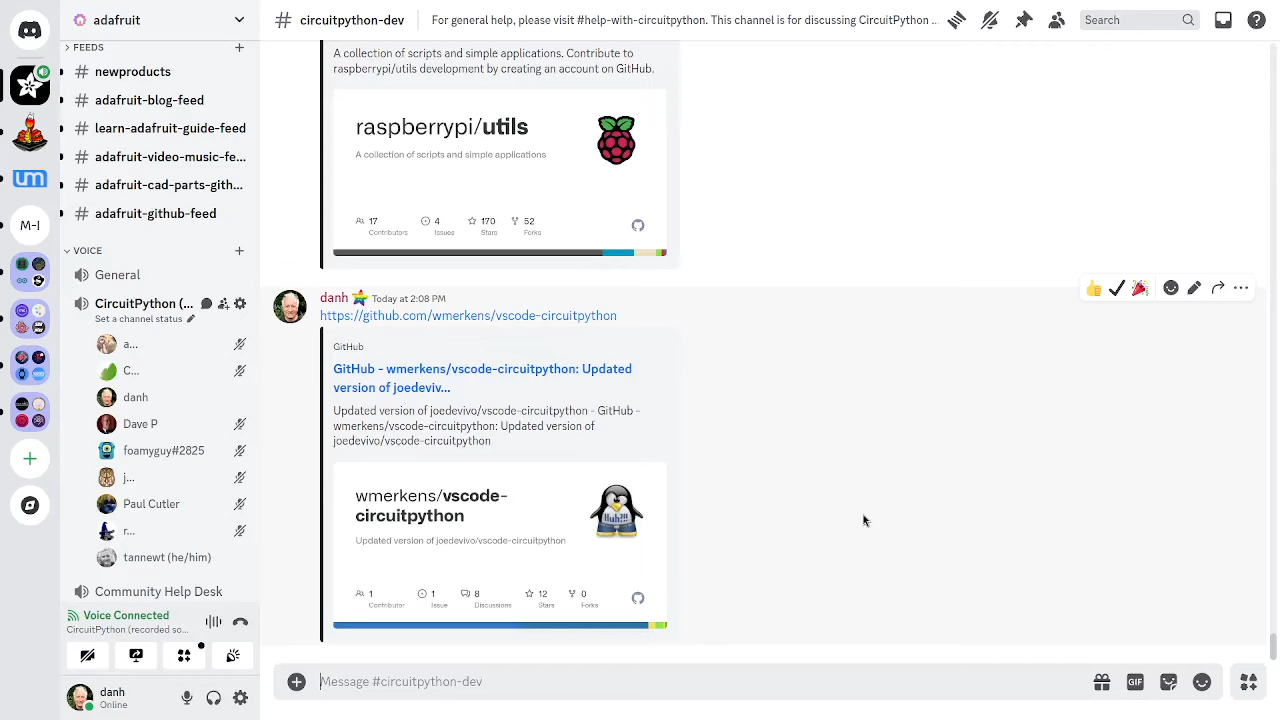 adafruit
# circuitpython-dev
For general help, please visit #help-with-circuitpython. This channel is for discussing CircuitPython ...
Search
FEEDS
# newproducts
# adafruit-blog-feed
# learn-adafruit-guide-feed
# adafruit-video-music-fe...
# adafruit-cad-parts-gith...
# adafruit-github-feed
um
M-I
VOICE
General
CircuitPython (...
Set a channel status
a...
C...
danh
Dave P
foamyguy#2825
j...
Paul Cutler
r...
tannewt (he/him)
Community Help Desk
Voice Connected
CircuitPython (recorded so...
danh
Online
A collection of scripts and simple applications. Contribute to
raspberrypi/utils development by creating an account on GitHub.
raspberrypi/utils
A collection of scripts and simple applications
17 Contributors
4 Issues
170 Stars
52 Forks
danh Today at 2:08 PM
https://github.com/wmerkens/vscode-circuitpython
GitHub
GitHub - wmerkens/vscode-circuitpython: Updated
version of joedeviv...
Updated version of joedevivo/vscode-circuitpython - GitHub -
wmerkens/vscode-circuitpython: Updated version of
joedevivo/vscode-circuitpython
wmerkens/vscode-
circuitpython
Huh?!!
Updated version of joedevivo/vscode-circuitpython
1 Contributor
1 Issue
8 Discussions
12 Stars
0 Forks
Message #circuitpython-dev
GIF